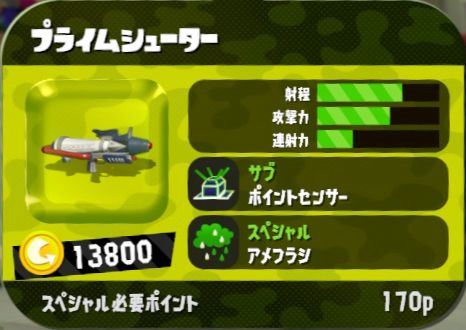 プライムシューター
射程
攻撃力
連射力
サブ
ポイントセンサー
スペシャル
アメフラシ
13800
スペシャル必要ポイント 170p